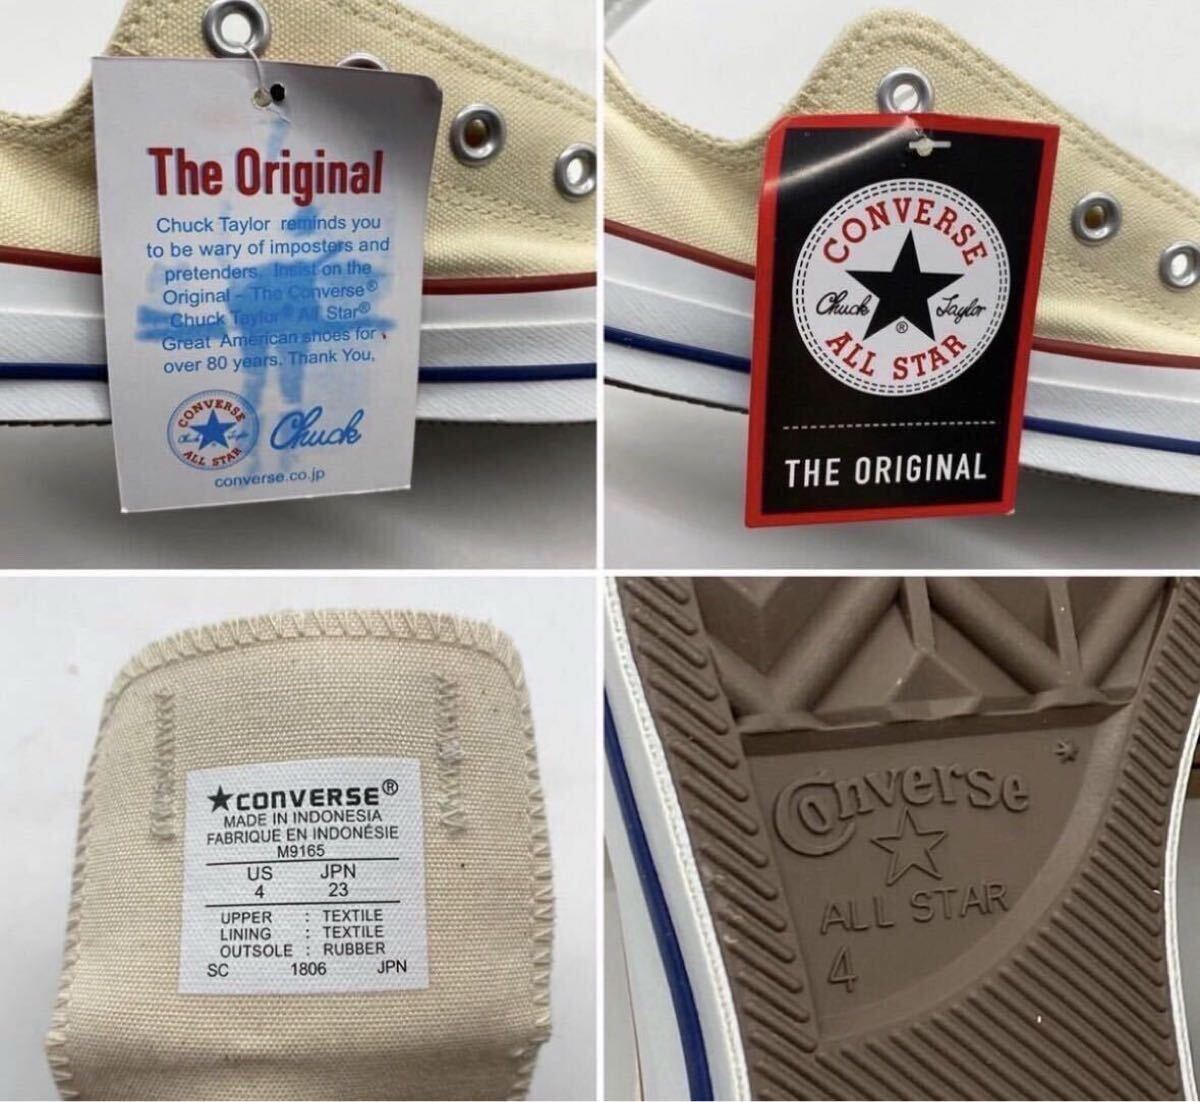 The Original
Chuck Taylor reminds you
to be wary of imposters and
pretenders. Insist on the
Original - The Converse®
Chuck Taylor® All Star®
Great American shoes for
over 80 years. Thank You,
CONVERSE
Chuck Taylor
ALL STAR
Chuck
converse.co.jp
CONVERSE
Chuck Taylor
®
ALL STAR
THE ORIGINAL
★CONVERSE®
MADE IN INDONESIA
FABRIQUE EN INDONÉSIE
M9165
US JPN
4 23
UPPER : TEXTILE
LINING : TEXTILE
OUTSOLE : RUBBER
SC 1806 JPN
Converse
ALL STAR
4